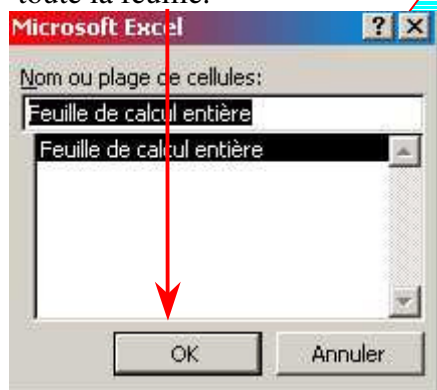 toute la feuille.
Microsoft Excel
Nom ou plage de cellules:
Feuille de calcul entière
Feuille de calcul entière
OK Annuler